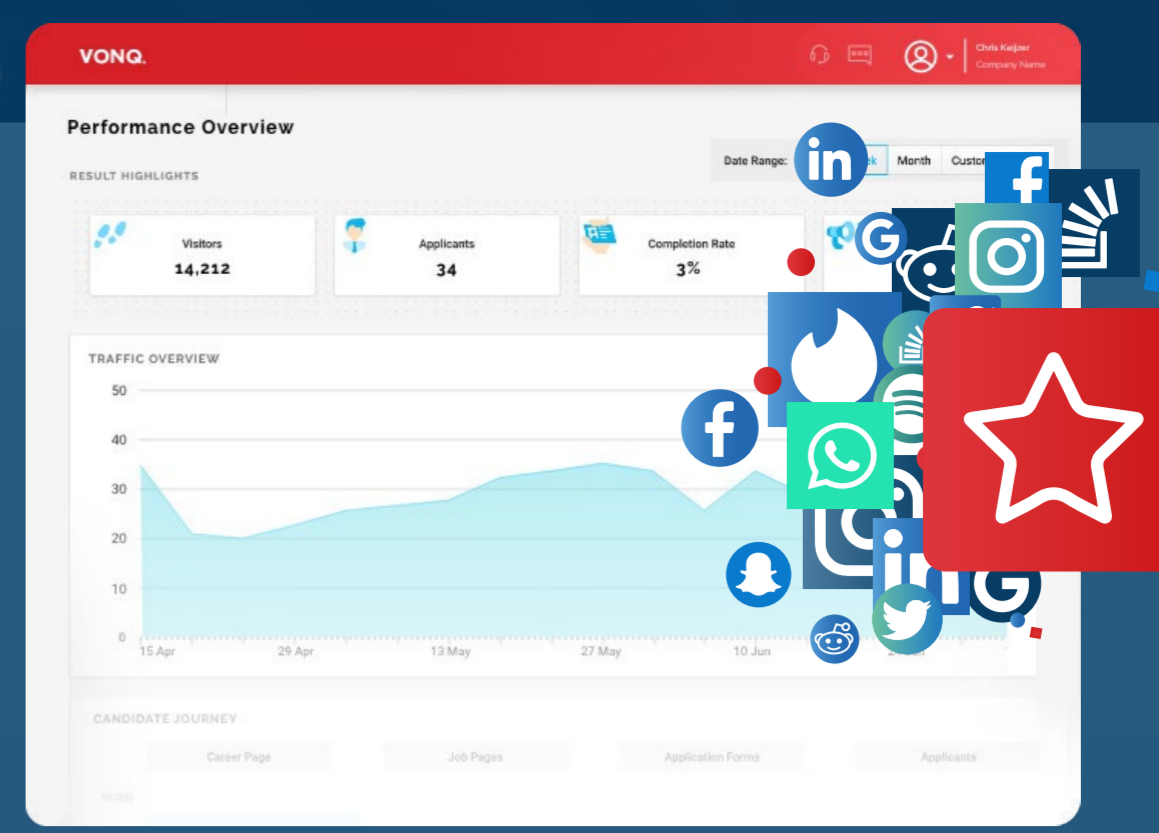 VONQ.
Chris Keijzer
Company Name
Performance Overview
Date Range:
Month
RESULT HIGHLIGHTS
Visitors
14,212
Applicants
34
Completion Rate
3%
TRAFFIC OVERVIEW
50
40
30
20
10
0
15 Apr
29 Apr
13 May
27 May
10 Jun
CANDIDATE JOURNEY
Career Page
Job Pages
Application Forms
Applicants